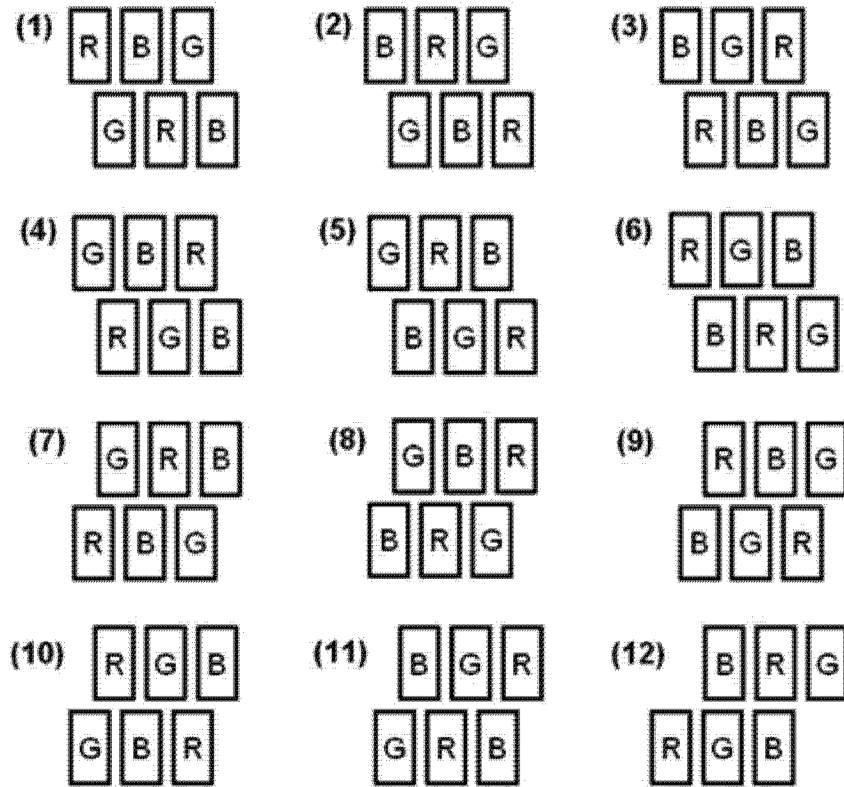 (1) R B G (2) B R G (3) B G R
G R B G B R R B G
(4) G B R (5) G R B (6) R G B
R G B B G R B R G
(7) G R B (8) G B R (9) R B G
R B G B R G B G R
(10) R G B (11) B G R (12) B R G
G B R G R B R G B